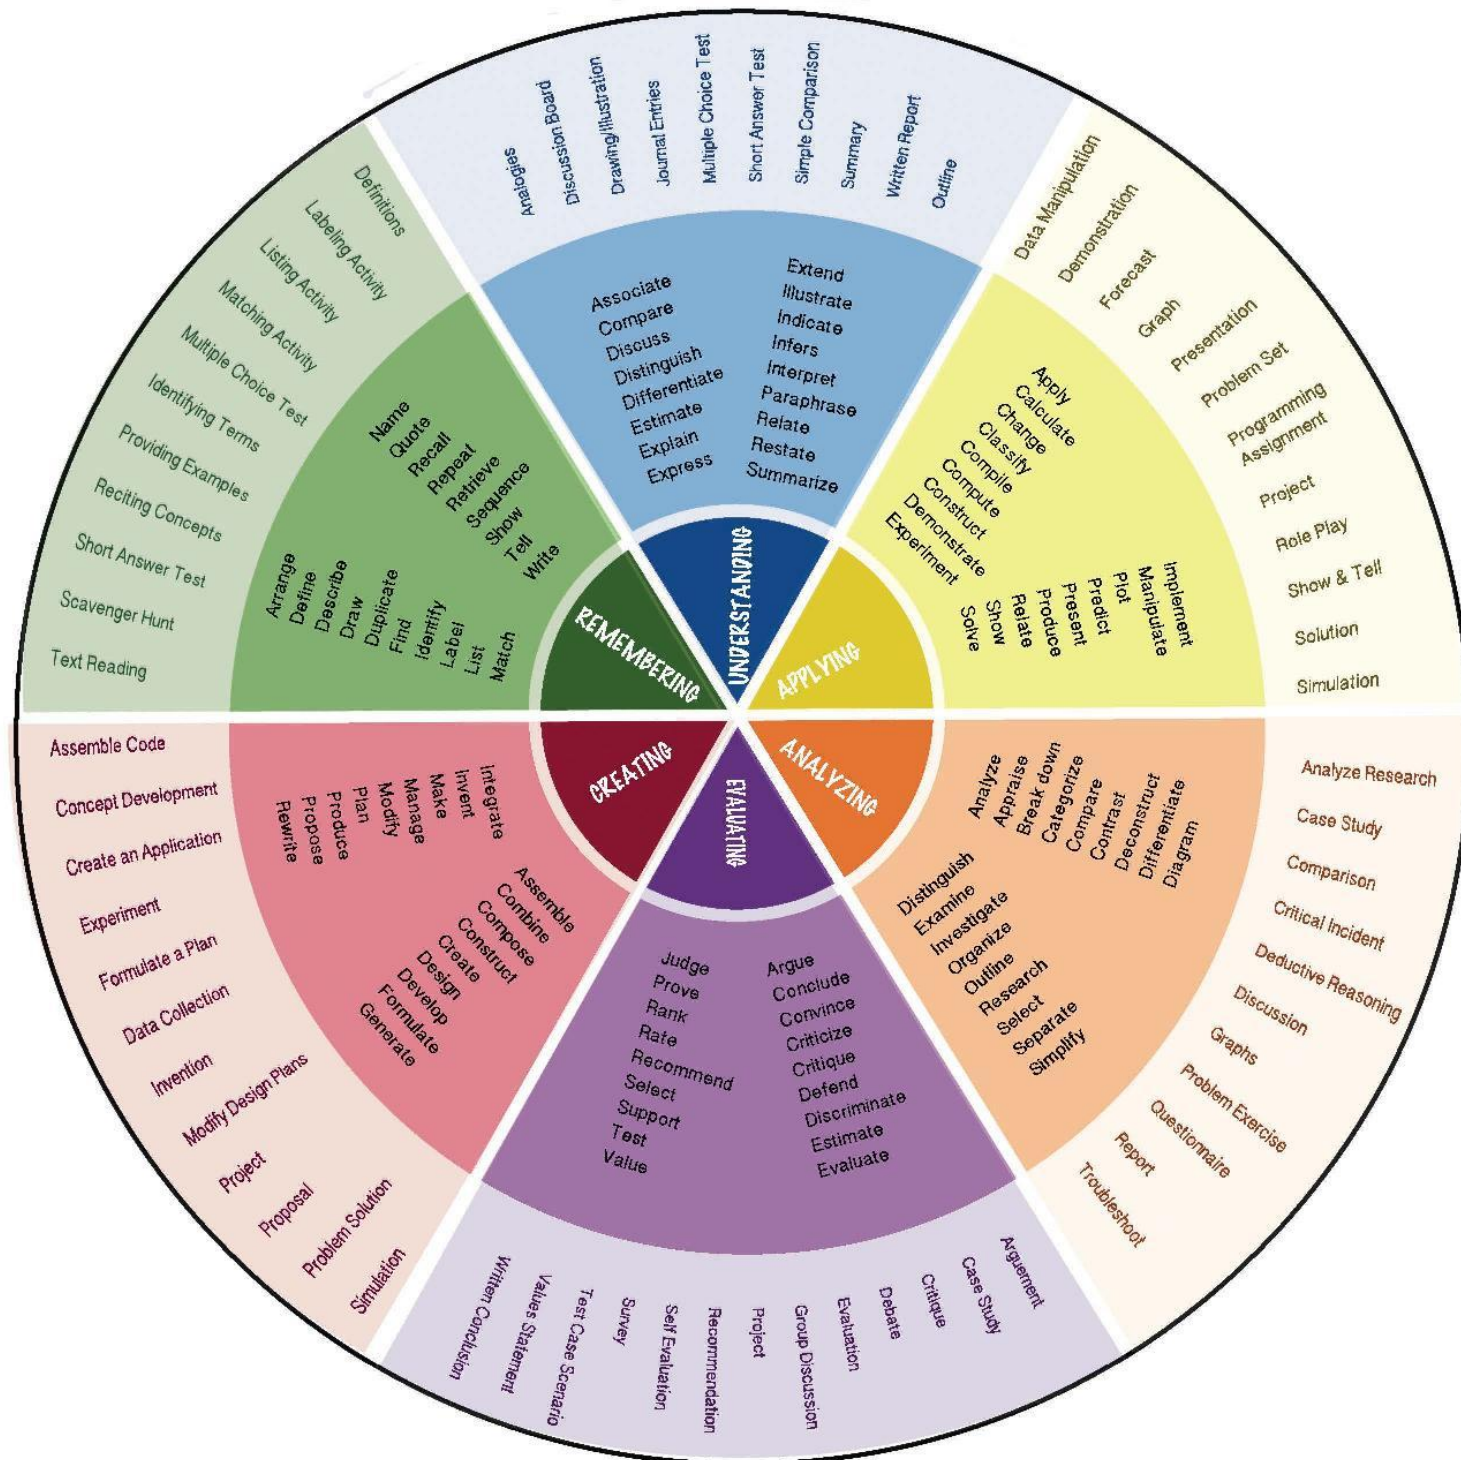 UNDERSTANDING
Associate
Compare
Discuss
Distinguish
Differentiate
Estimate
Explain
Express
Extend
Illustrate
Indicate
Infers
Interpret
Paraphrase
Relate
Restate
Summarize
Analogies
Discussion Board
Drawing/Illustration
Journal Entries
Multiple Choice Test
Short Answer Test
Simple Comparison
Summary
Written Report
Outline
APPLYING
Apply
Calculate
Change
Classify
Compile
Compute
Construct
Demonstrate
Experiment
Implement
Manipulate
Plot
Predict
Present
Produce
Relate
Show
Solve
Data Manipulation
Demonstration
Forecast
Graph
Presentation
Problem Set
Programming
Assignment
Project
Role Play
Show & Tell
Solution
Simulation
ANALYZING
Analyze
Appraise
Break down
Categorize
Compare
Contrast
Deconstruct
Differentiate
Diagram
Distinguish
Examine
Investigate
Organize
Outline
Research
Select
Separate
Simplify
Analyze Research
Case Study
Comparison
Critical Incident
Deductive Reasoning
Discussion
Graphs
Problem Exercise
Questionnaire
Report
Troubleshoot
EVALUATING
Argue
Conclude
Convince
Criticize
Critique
Defend
Discriminate
Estimate
Evaluate
Judge
Prove
Rank
Rate
Recommend
Select
Support
Test
Value
Arguement
Case Study
Critique
Debate
Evaluation
Group Discussion
Project
Recommendation
Self Evaluation
Survey
Test Case Scenario
Values Statement
Written Conclusion
CREATING
Assemble
Combine
Compose
Construct
Create
Design
Develop
Formulate
Generate
Integrate
Invent
Make
Manage
Modify
Plan
Produce
Propose
Rewrite
Assemble Code
Concept Development
Create an Application
Experiment
Formulate a Plan
Data Collection
Invention
Modify Design Plans
Project
Proposal
Problem Solution
Simulation
REMEMBERING
Arrange
Define
Describe
Draw
Duplicate
Find
Identify
Label
List
Match
Name
Quote
Recall
Repeat
Retrieve
Sequence
Show
Tell
Write
Definitions
Labeling Activity
Listing Activity
Matching Activity
Multiple Choice Test
Identifying Terms
Providing Examples
Reciting Concepts
Short Answer Test
Scavenger Hunt
Text Reading